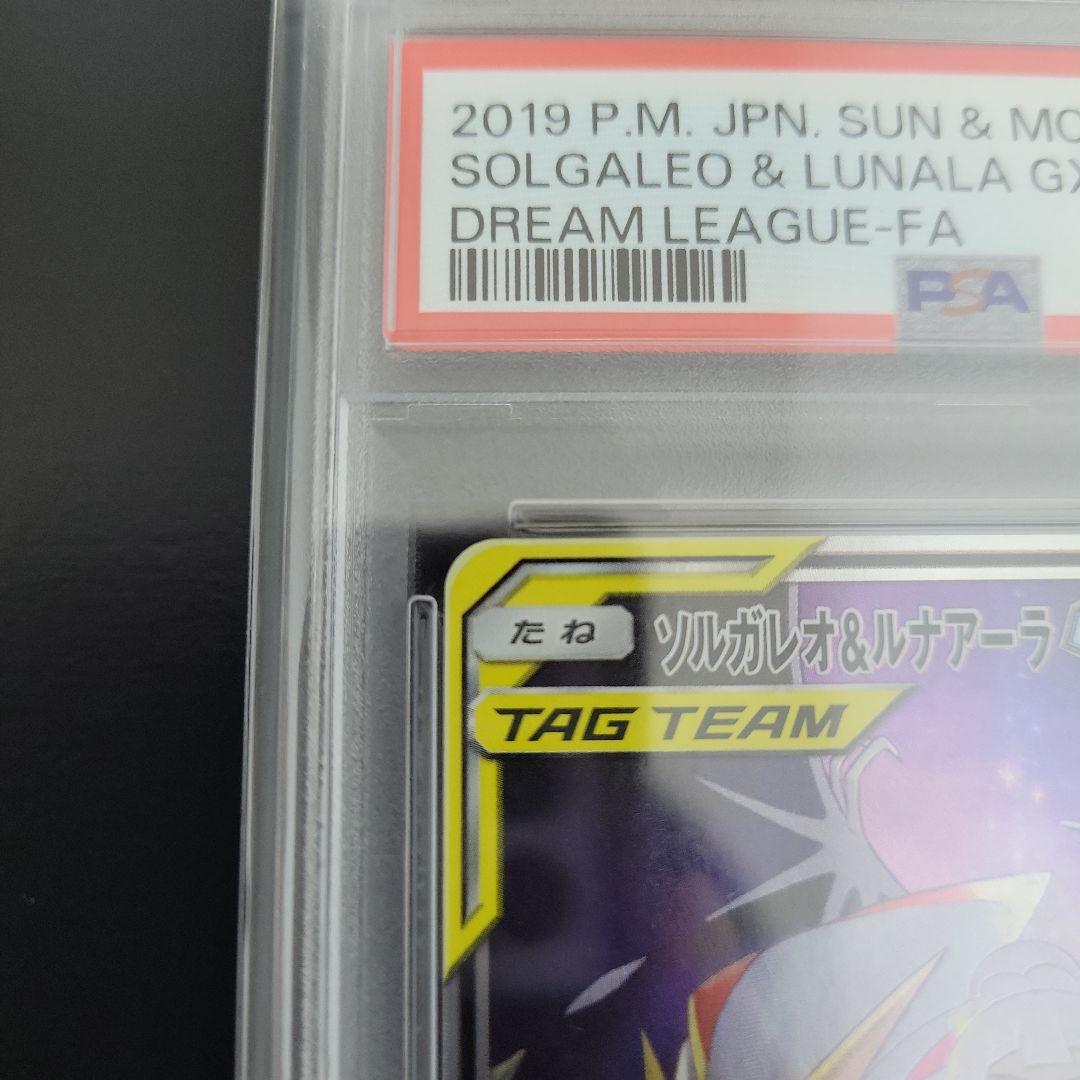 2019 P.M. JPN. SUN & MO
SOLGALEO & LUNALA GX
DREAM LEAGUE-FA
PSA
たね
ソルガレオ&ルナアーラ
TAG TEAM